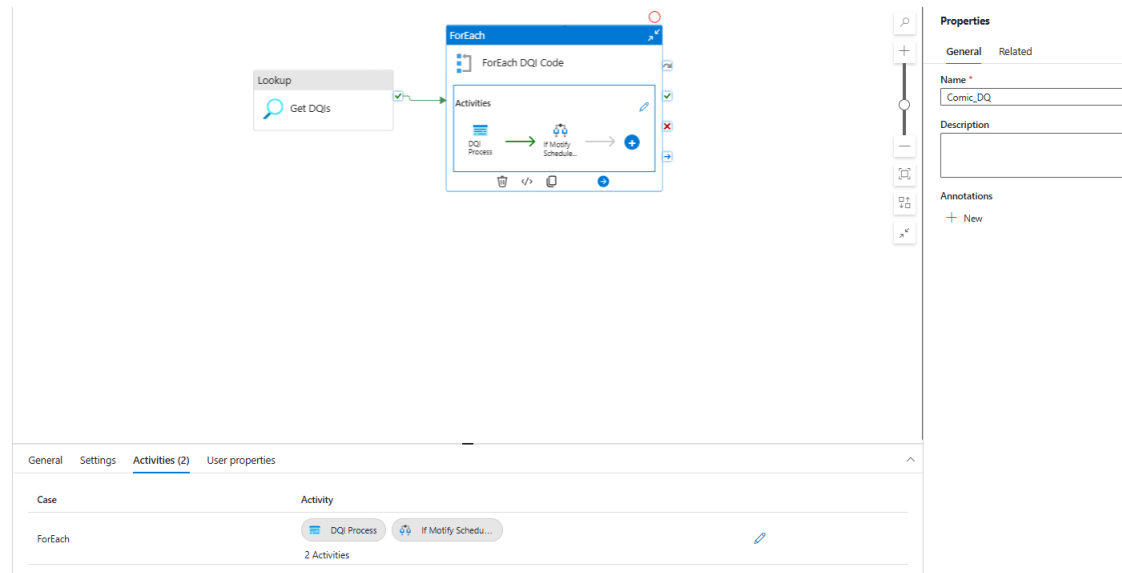 ForEach
ForEach DQI Code
Lookup
Get DQIs
Activities
DQI
Process
If Motify
Schedule...
Properties
General Related
Name *
Comic_DQ
Description
Annotations
New
General Settings Activities (2) User properties
Case Activity
ForEach DQI Process If Motify Schedu...
2 Activities